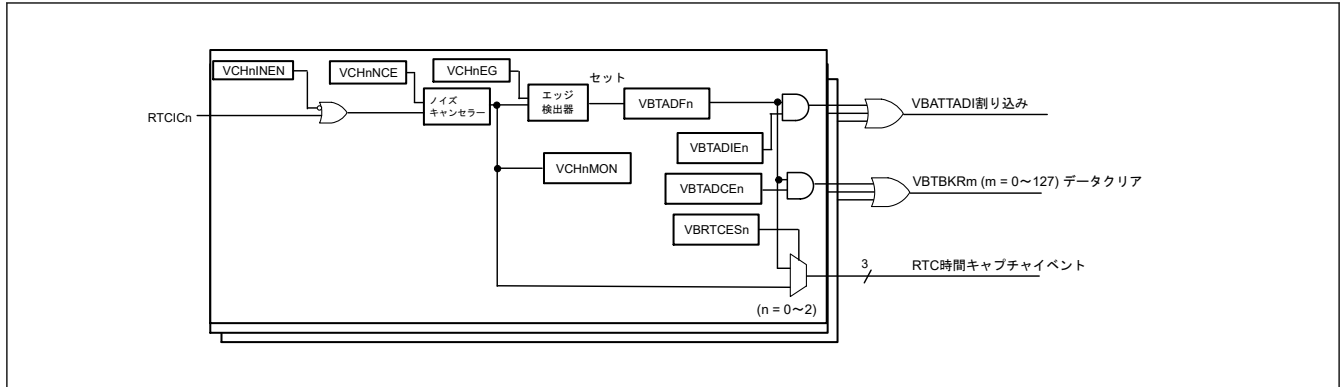 VCHnINEN
VCHnNCE
VCHnEG
セット
RTCICn
ノイズ
キャンセラー
エッジ
検出器
VBTADFn
VBATTADI割り込み
VBTADIEn
VCHnMON
VBTADCEn
VBTBKRm (m = 0～127) データクリア
VBRTCESn
3
RTC時間キャプチャイベント
(n = 0～2)